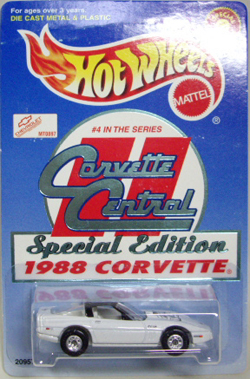 For ages over 3 years.
DIE CAST METAL & PLASTIC
HOT WHEELS
MATTEL
®
CHEVROLET
#4 IN THE SERIES
Corvette
Central
Special Edition
1988 CORVETTE®